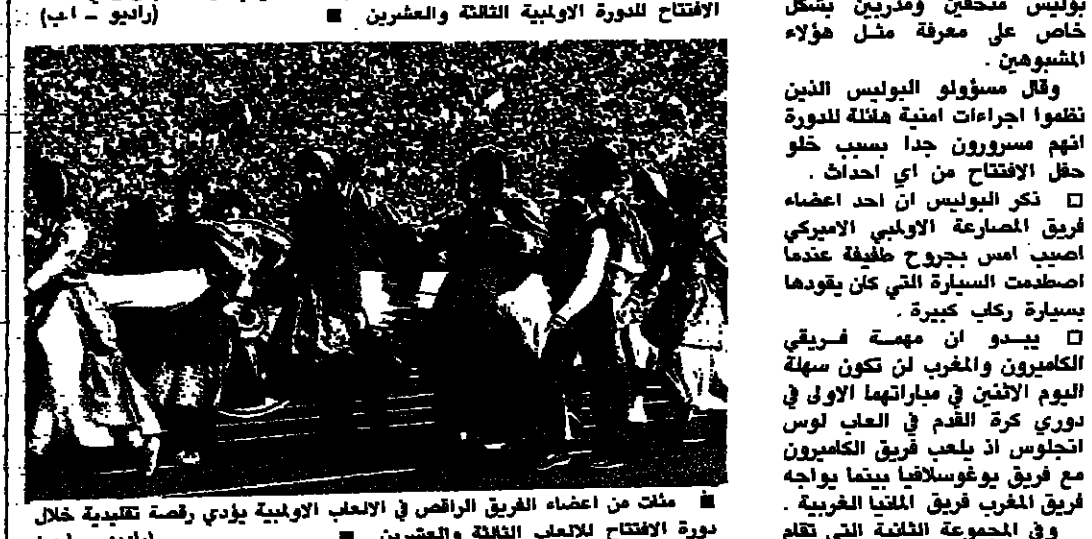 بوليس متحفين ومدربين بشكل
خاص على معرفة مثل هؤلاء
المشبوهين .
وقال مسؤولو البوليس الذين
نظموا اجراءات امنية هائلة للدورة
انهم مسرورون جدا بسبب خلو
حفل الافتتاح من اي احداث .
□ ذكر البوليس ان احد اعضاء
فريق المصارعة الاولمبي الاميركي
اصيب امس بجروح طفيفة عندما
اصطدمت السيارة التي كان يقودها
بسيارة ركاب كبيرة .
□ يبدو ان مهمة فريقي
الكاميرون والمغرب لن تكون سهلة
اليوم الاثنين في مباراتهما الاولى في
دوري كرة القدم في العاب لوس
انجلوس اذ يلعب فريق الكاميرون
مع فريق يوغوسلافيا بينما يواجه
فريق المغرب فريق المانيا الغربية .
وفي المجموعة الثانية التي تقام
الافتتاح للدورة الاولمبية الثالثة والعشرين ■ (راديو – ا ب)
■ مئات من اعضاء الفريق الراقص في الالعاب الاولمبية يؤدي رقصة تقليدية خلال
دورة الافتتاح للالعاب الثالثة والعشرين ■